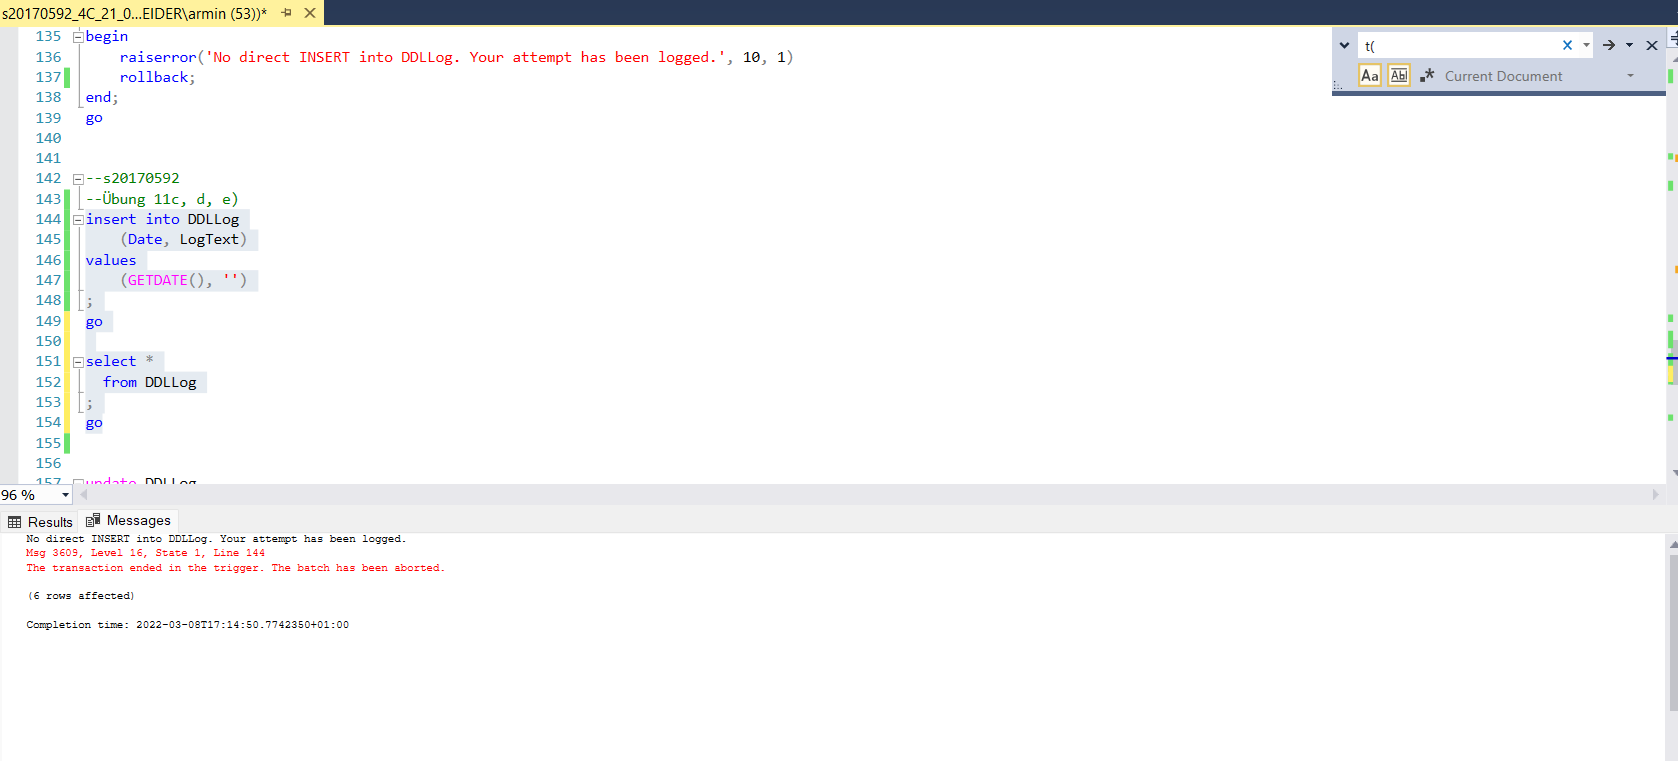 s20170592_4C_21_0...EIDER\armin (53))*
135 begin
136 raiserror('No direct INSERT into DDLLog. Your attempt has been logged.', 10, 1)
137 rollback;
138 end;
139 go
140
141
142 --s20170592
143 --Übung 11c, d, e)
144 insert into DDLLog
145 (Date, LogText)
146 values
147 (GETDATE(), '')
148 ;
149 go
150
151 select *
152 from DDLLog
153 ;
154 go
155
156
157 update DDLLog
t(
Aa Abl .* Current Document
96 %
Results Messages
No direct INSERT into DDLLog. Your attempt has been logged.
Msg 3609, Level 16, State 1, Line 144
The transaction ended in the trigger. The batch has been aborted.
(6 rows affected)
Completion time: 2022-03-08T17:14:50.7742350+01:00